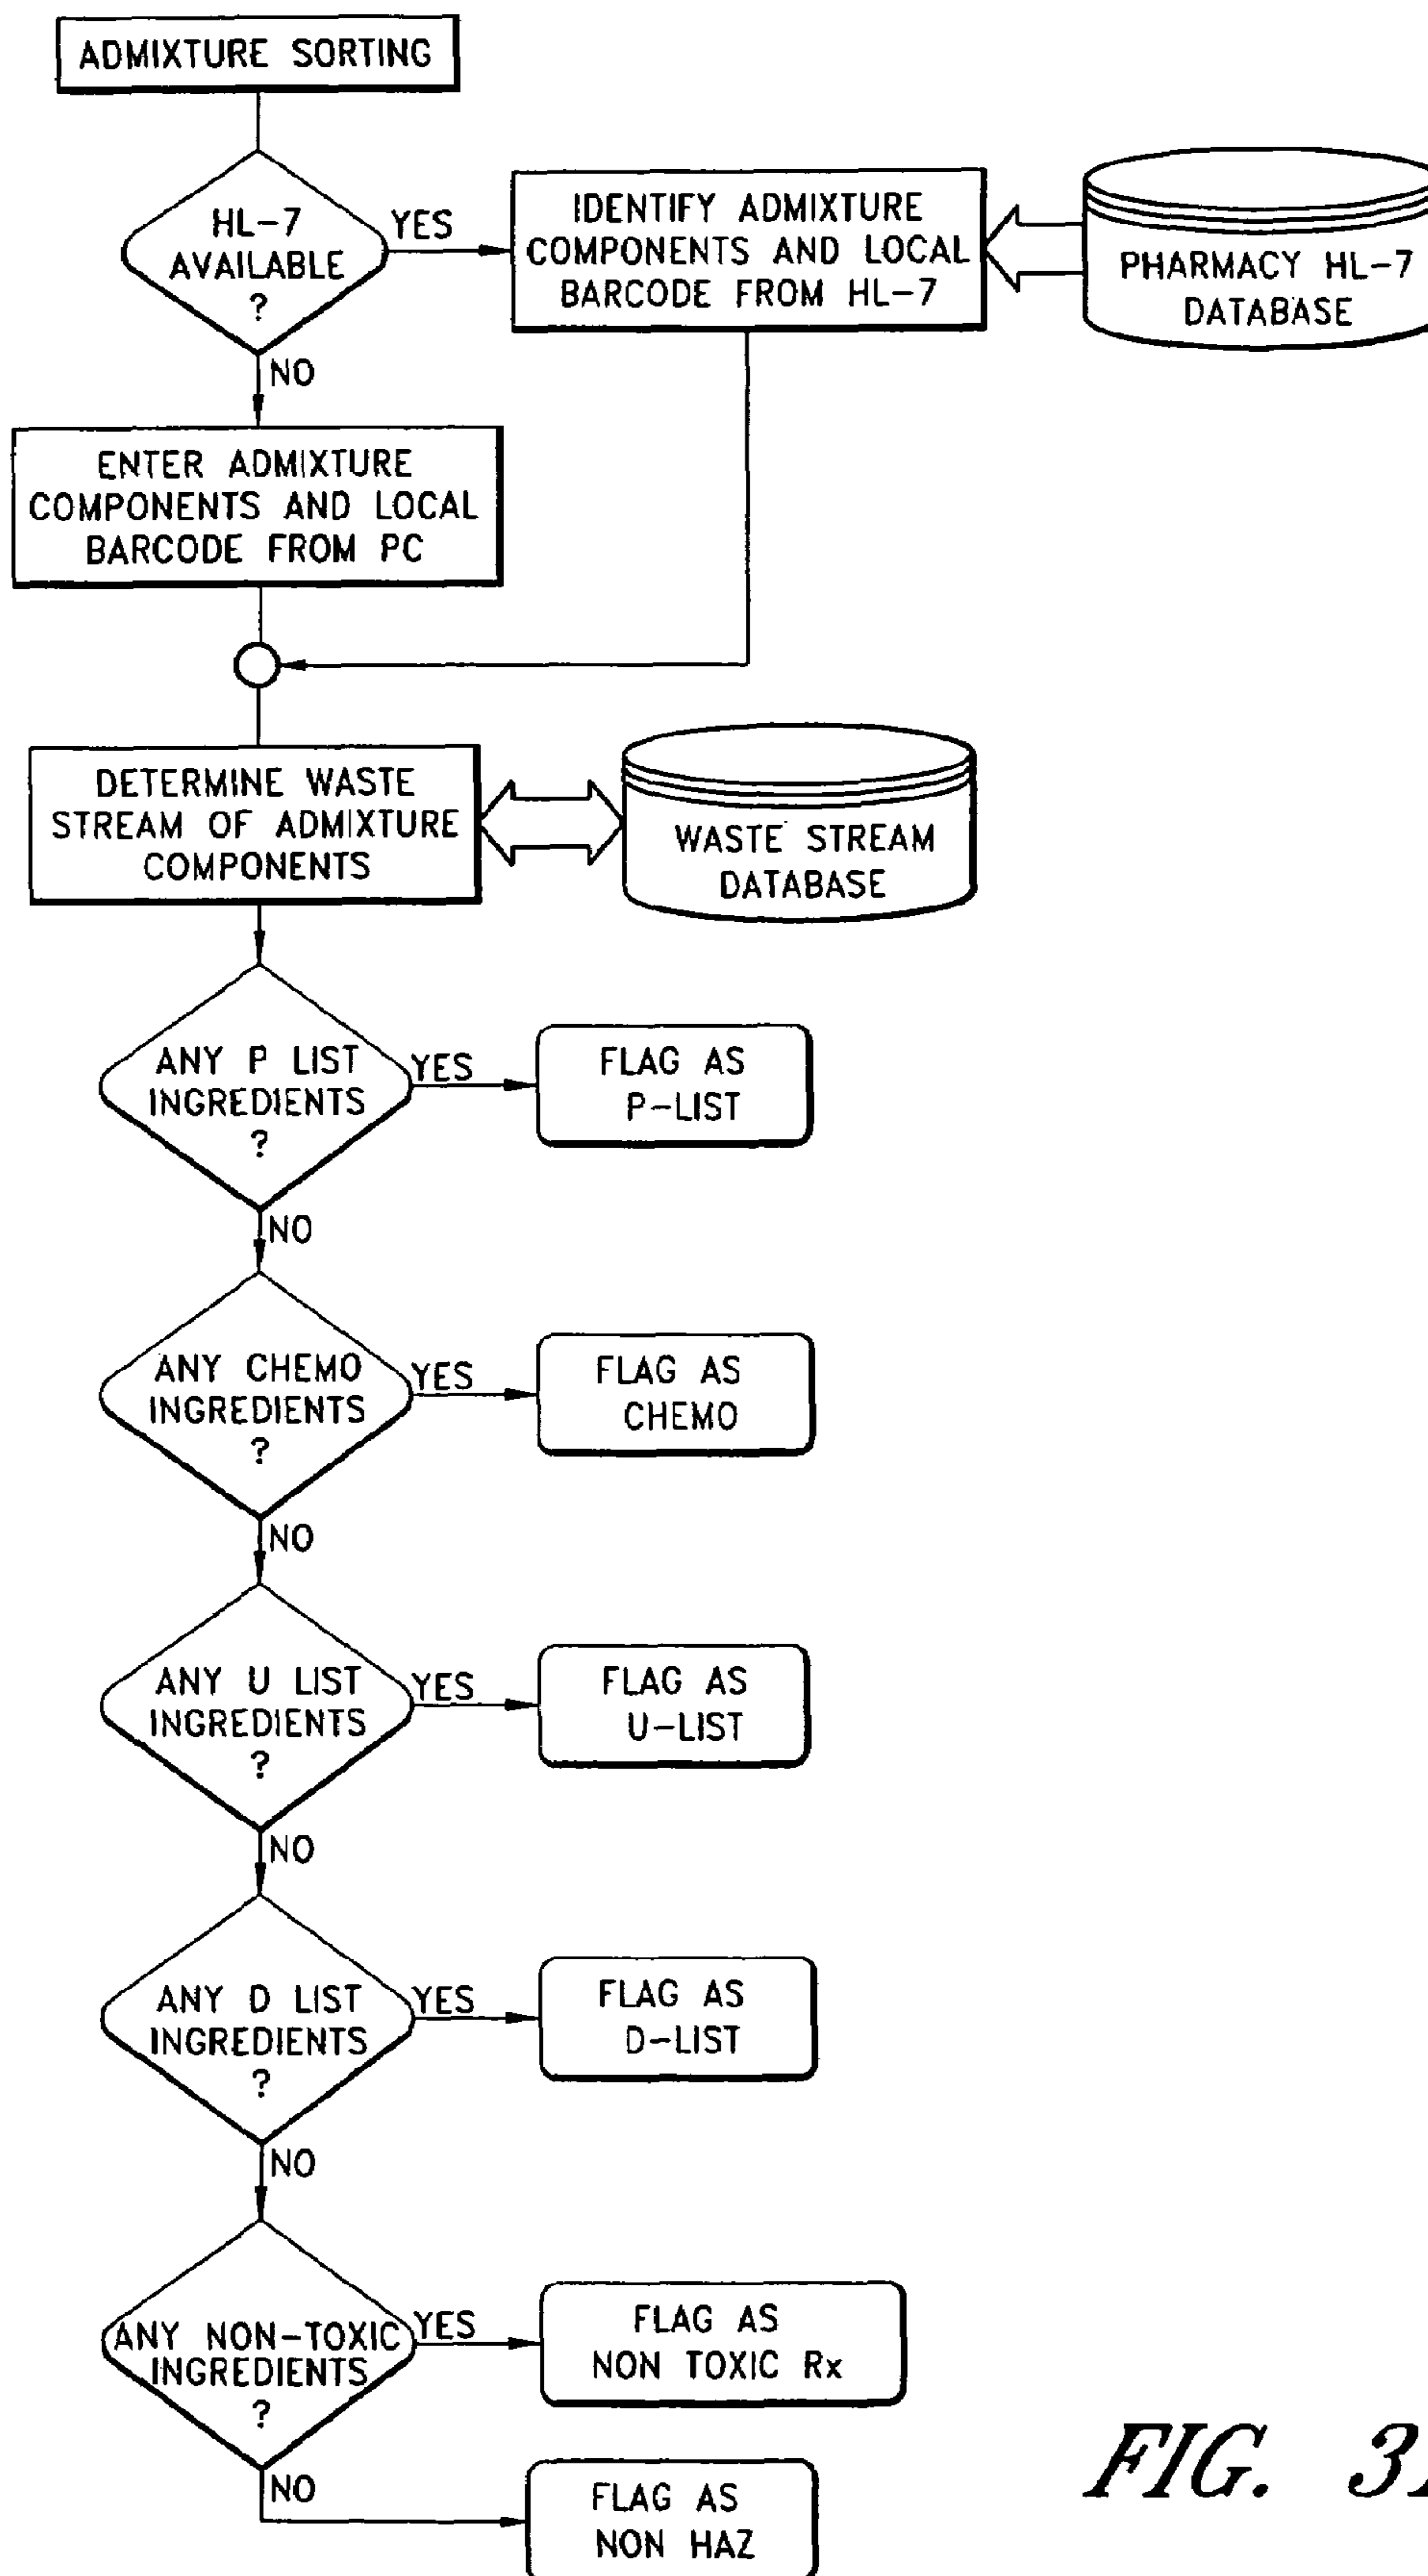 ADMIXTURE SORTING
HL-7
AVAILABLE
?
YES
IDENTIFY ADMIXTURE
COMPONENTS AND LOCAL
BARCODE FROM HL-7
PHARMACY HL-7
DATABASE
NO
ENTER ADMIXTURE
COMPONENTS AND LOCAL
BARCODE FROM PC
DETERMINE WASTE
STREAM OF ADMIXTURE
COMPONENTS
WASTE STREAM
DATABASE
ANY P LIST
INGREDIENTS
?
YES
FLAG AS
P-LIST
NO
ANY CHEMO
INGREDIENTS
?
YES
FLAG AS
CHEMO
NO
ANY U LIST
INGREDIENTS
?
YES
FLAG AS
U-LIST
NO
ANY D LIST
INGREDIENTS
?
YES
FLAG AS
D-LIST
NO
ANY NON-TOXIC
INGREDIENTS
?
YES
FLAG AS
NON TOXIC Rx
NO
FLAG AS
NON HAZ
FIG.